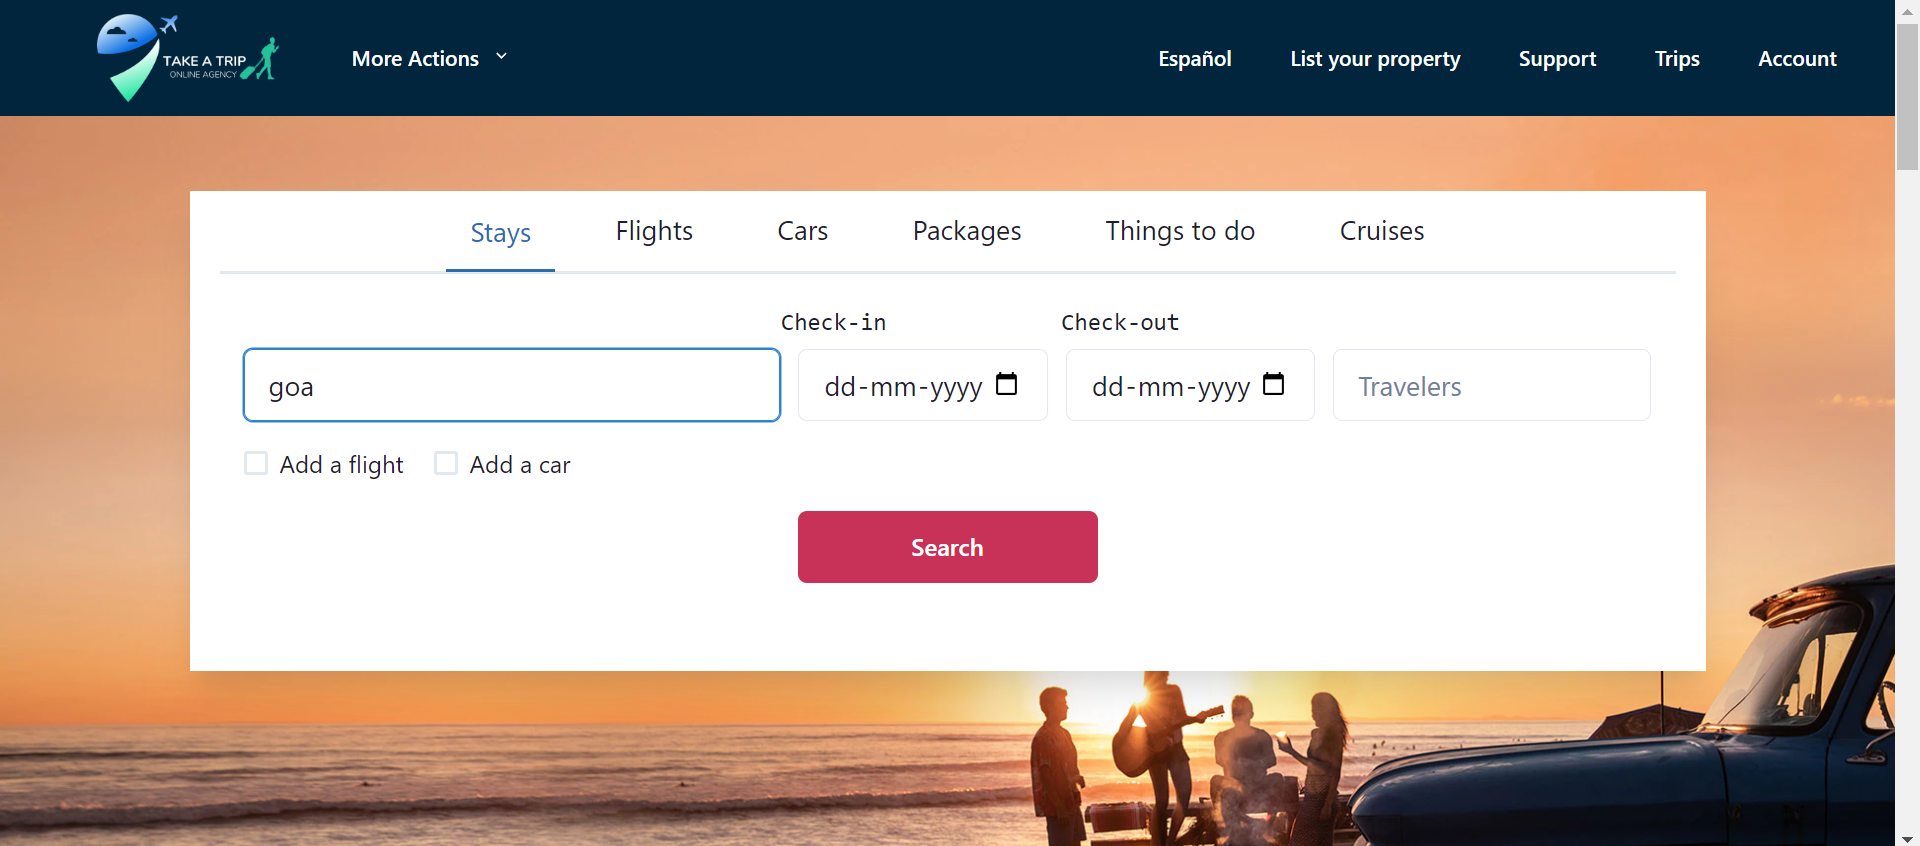 TAKE A TRIP
ONLINE AGENCY
More Actions
Español
List your property
Support
Trips
Account
Stays
Flights
Cars
Packages
Things to do
Cruises
Check-in
Check-out
goa
dd-mm-yyyy
dd-mm-yyyy
Travelers
Add a flight
Add a car
Search